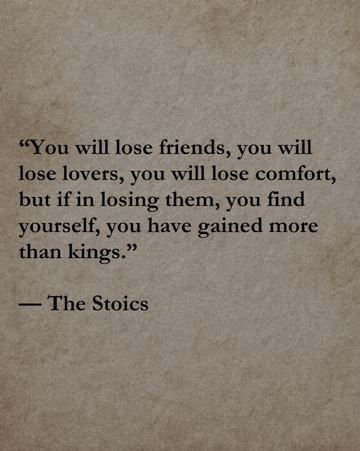 “You will lose friends, you will
lose lovers, you will lose comfort,
but if in losing them, you find
yourself, you have gained more
than kings.”
— The Stoics